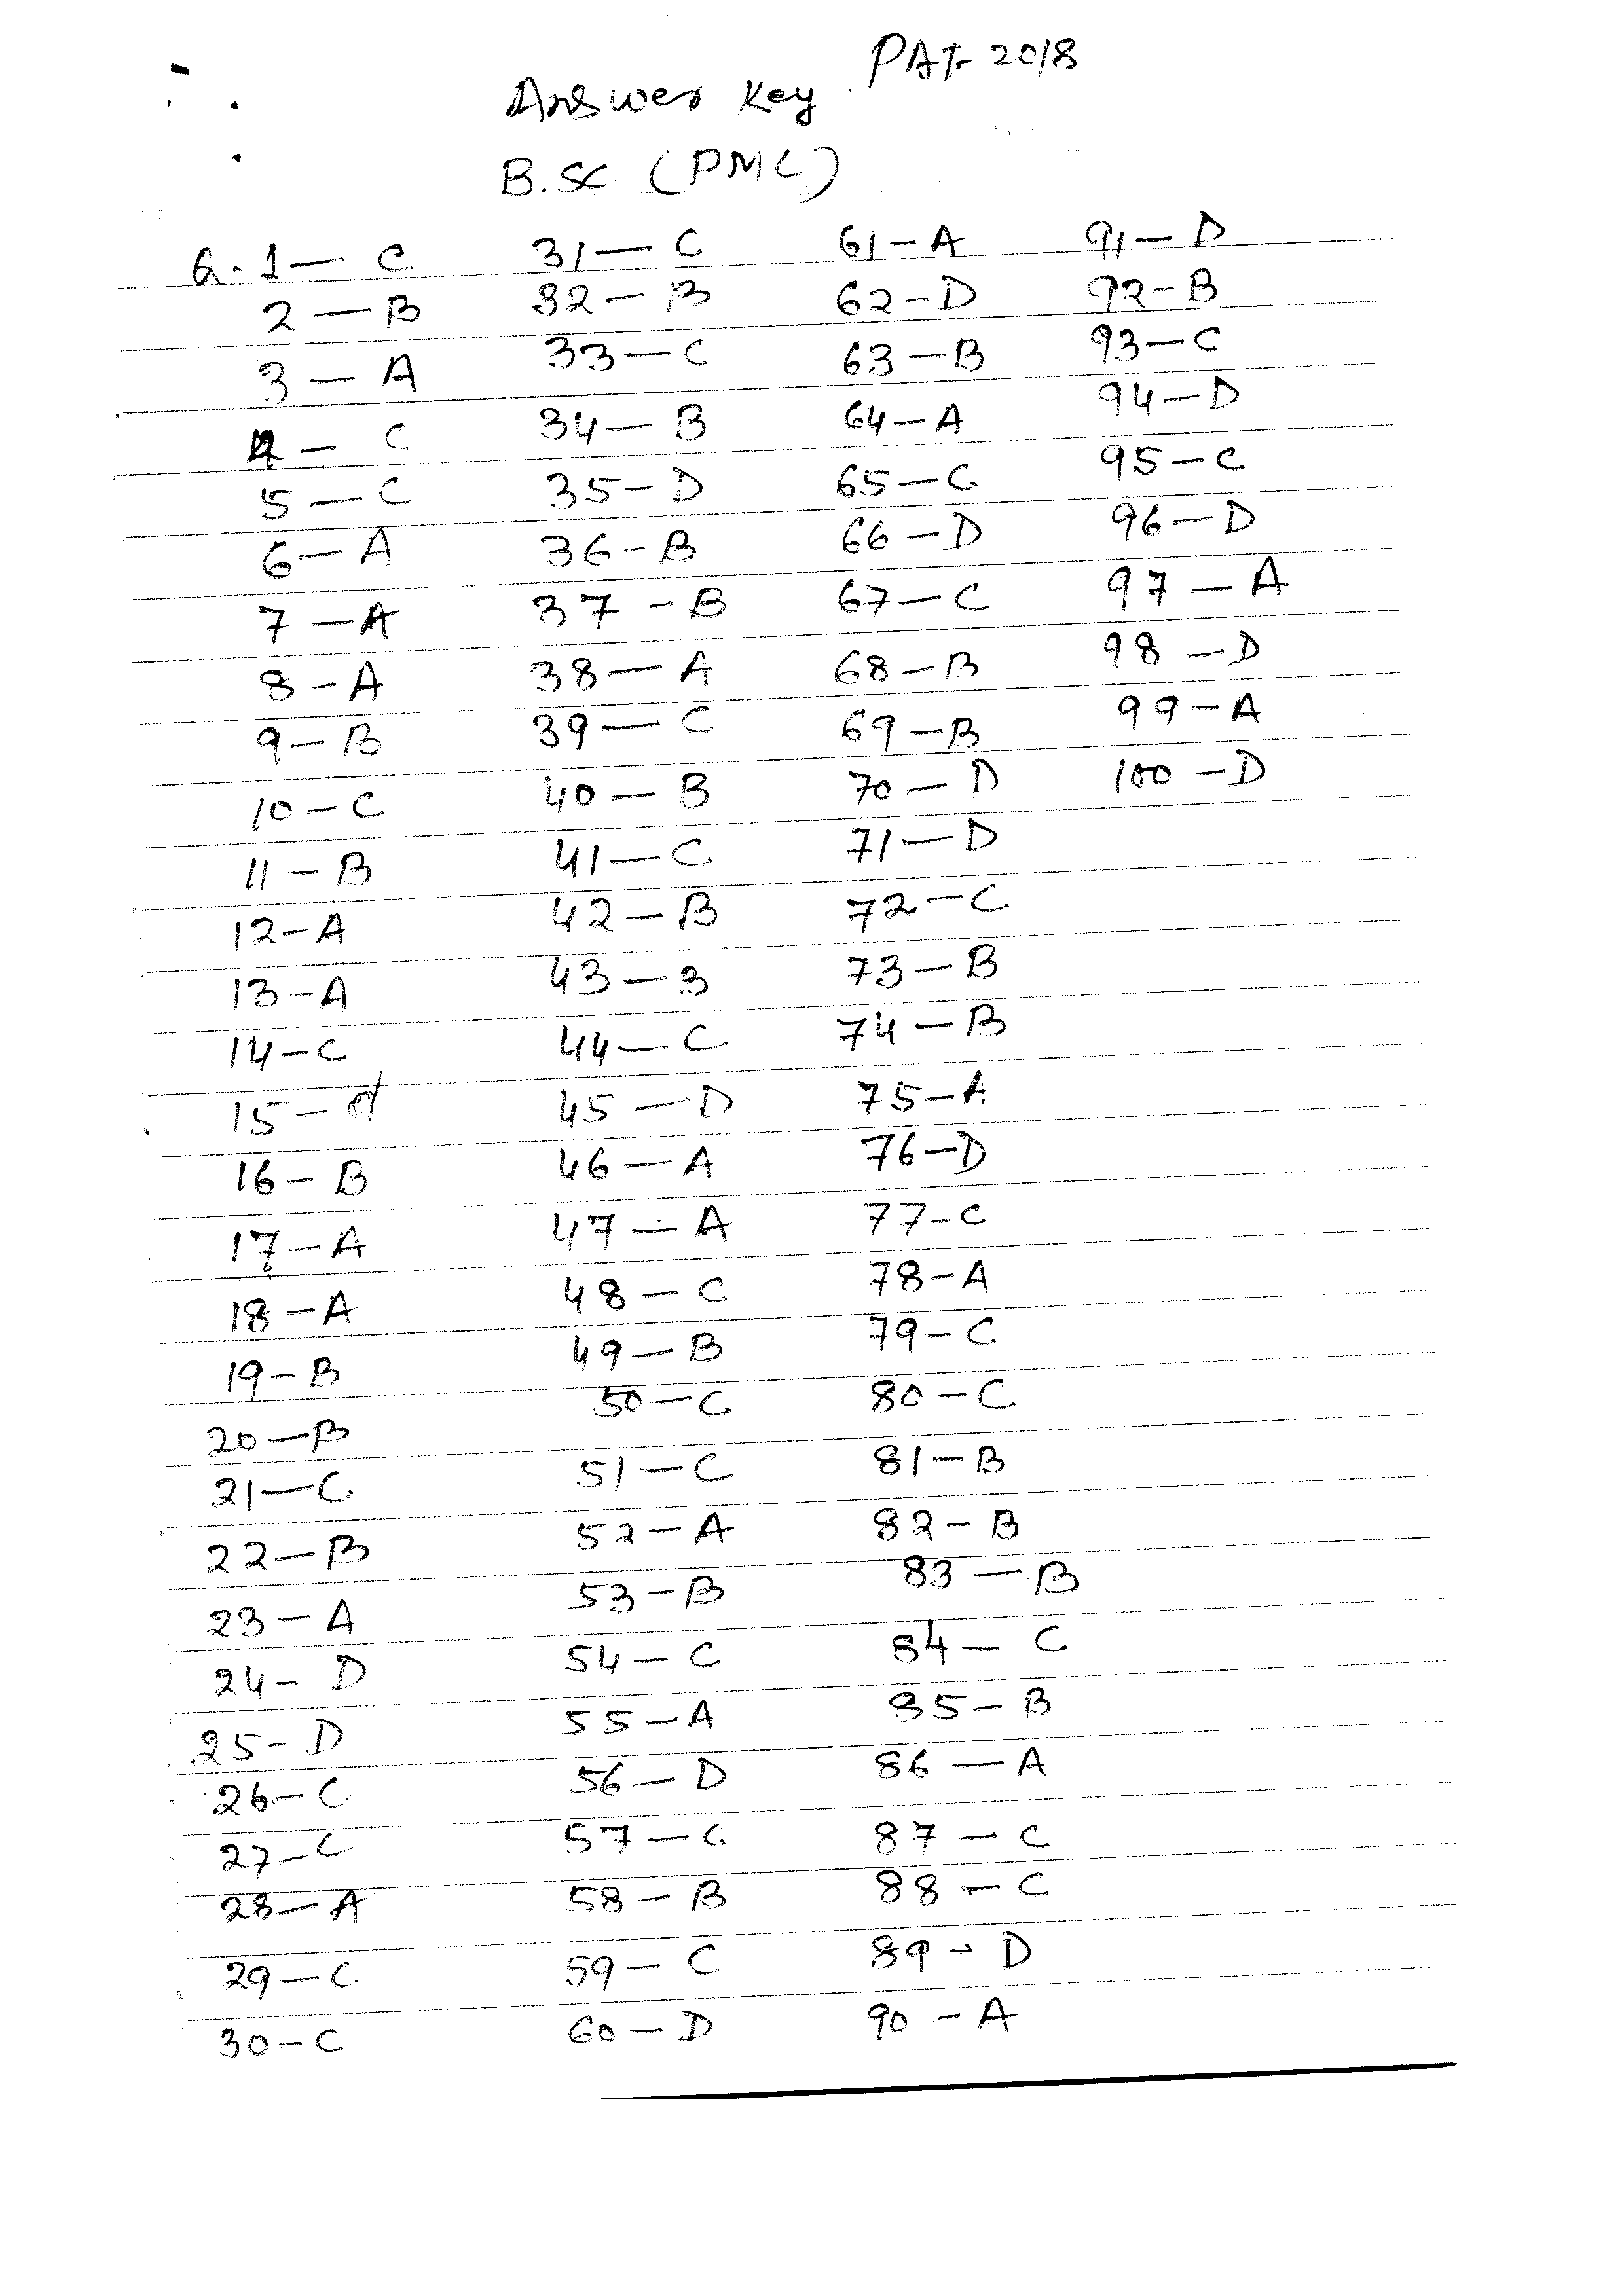 PAT- 2018
Answer Key.
B.SC. (PMC)
Q.1 — C 31 — C 61 — A 91 — D
2 — B 32 — B 62 — D 92 — B
3 — A 33 — C 63 — B 93 — C
4 — C 34 — B 64 — A 94 — D
5 — C 35 — D 65 — C 95 — C
6 — A 36 — B 66 — D 96 — D
7 — A 37 — B 67 — C 97 — A
8 — A 38 — A 68 — B 98 — D
9 — B 39 — C 69 — B 99 — A
10 — C 40 — B 70 — D 100 — D
11 — B 41 — C 71 — D
12 — A 42 — B 72 — C
13 — A 43 — B 73 — B
14 — C 44 — C 74 — B
15 — d 45 — D 75 — A
16 — B 46 — A 76 — D
17 — A 47 — A 77 — C
18 — A 48 — C 78 — A
19 — B 49 — B 79 — C
20 — B 50 — C 80 — C
21 — C 51 — C 81 — B
22 — B 52 — A 82 — B
23 — A 53 — B 83 — B
24 — D 54 — C 84 — C
25 — D 55 — A 85 — B
26 — C 56 — D 86 — A
27 — C 57 — C 87 — C
28 — A 58 — B 88 — C
29 — C 59 — C 89 — D
30 — C 60 — D 90 — A